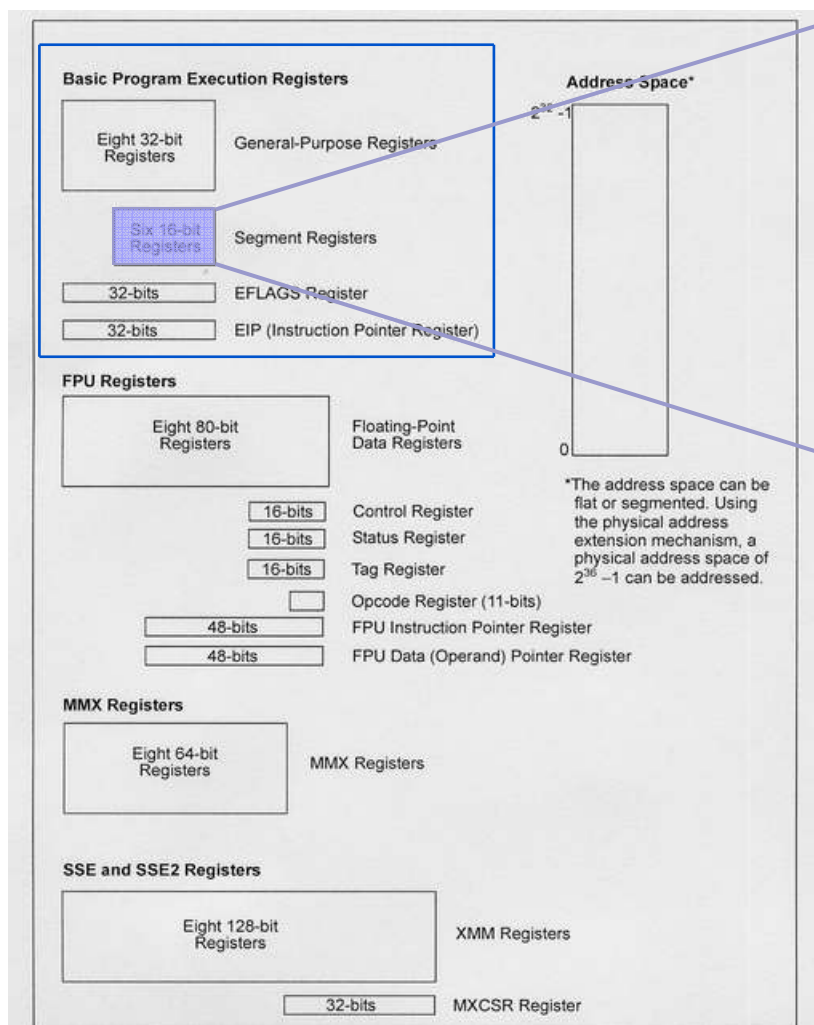 Basic Program Execution Registers
Address Space*
2^32 -1
Eight 32-bit
Registers
General-Purpose Registers
Six 16-bit
Registers
Segment Registers
32-bits
EFLAGS Register
32-bits
EIP (Instruction Pointer Register)
0
*The address space can be
flat or segmented. Using
the physical address
extension mechanism, a
physical address space of
2^36 –1 can be addressed.
FPU Registers
Eight 80-bit
Registers
Floating-Point
Data Registers
16-bits
Control Register
16-bits
Status Register
16-bits
Tag Register
Opcode Register (11-bits)
48-bits
FPU Instruction Pointer Register
48-bits
FPU Data (Operand) Pointer Register
MMX Registers
Eight 64-bit
Registers
MMX Registers
SSE and SSE2 Registers
Eight 128-bit
Registers
XMM Registers
32-bits
MXCSR Register